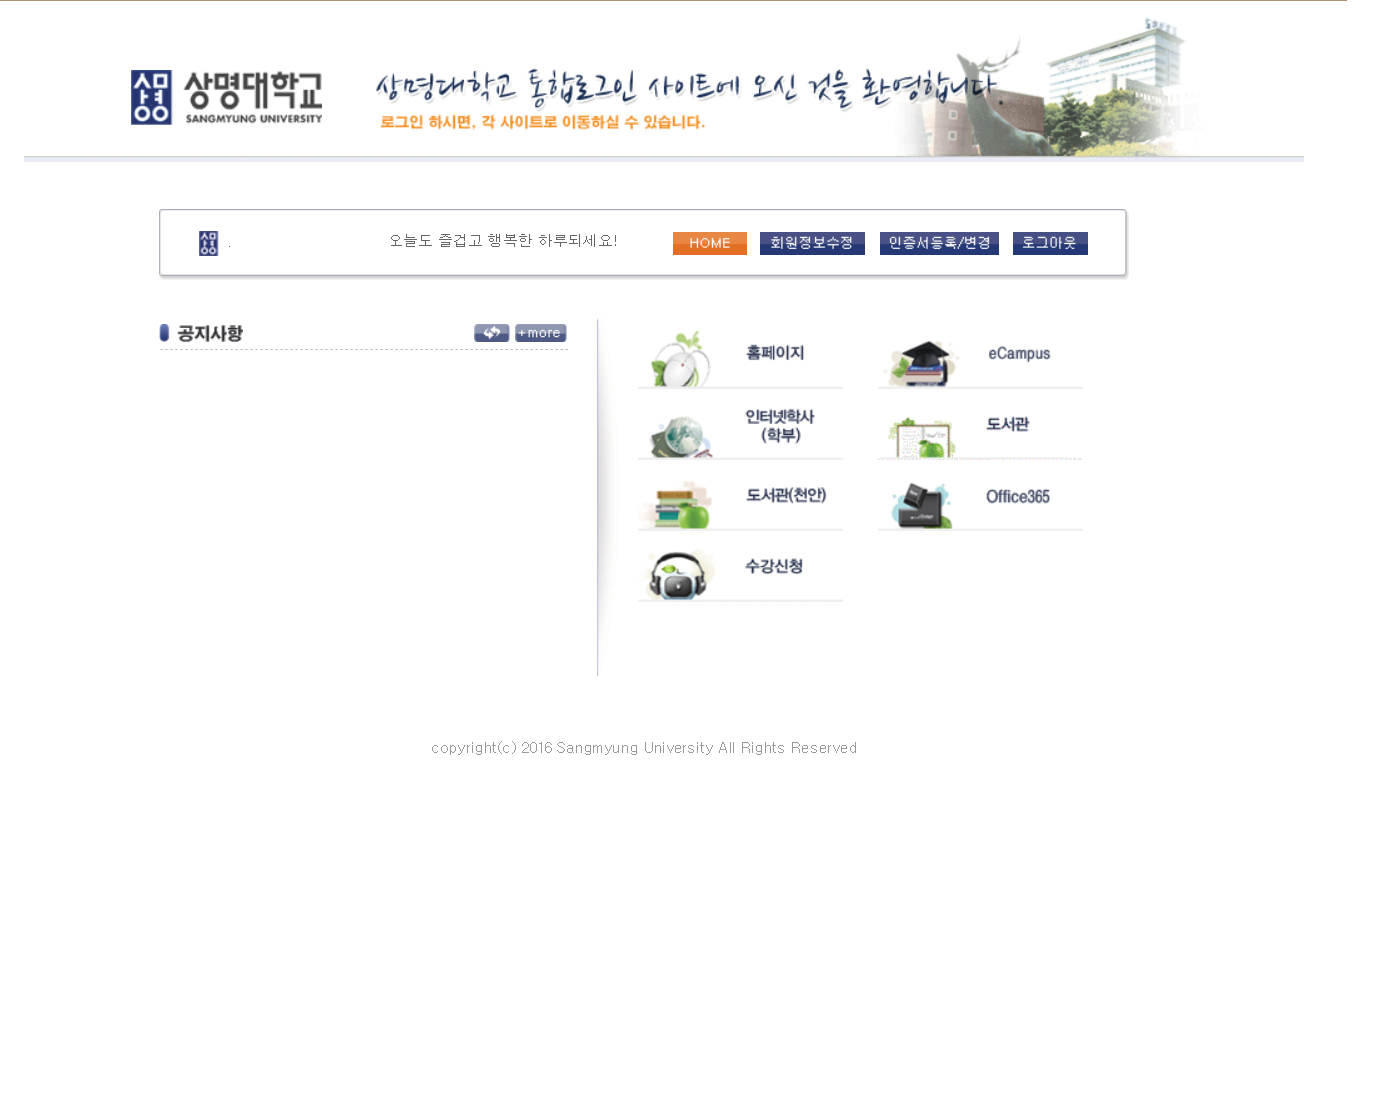 상명대학교
SANGMYUNG UNIVERSITY
상명대학교 통합로그인 사이트에 오신 것을 환영합니다.
로그인 하시면, 각 사이트로 이동하실 수 있습니다.
.
오늘도 즐겁고 행복한 하루되세요!
HOME
회원정보수정
인증서등록/변경
로그아웃
공지사항
+more
홈페이지
eCampus
인터넷학사
(학부)
도서관
도서관(천안)
Office365
수강신청
copyright(c) 2016 Sangmyung University All Rights Reserved